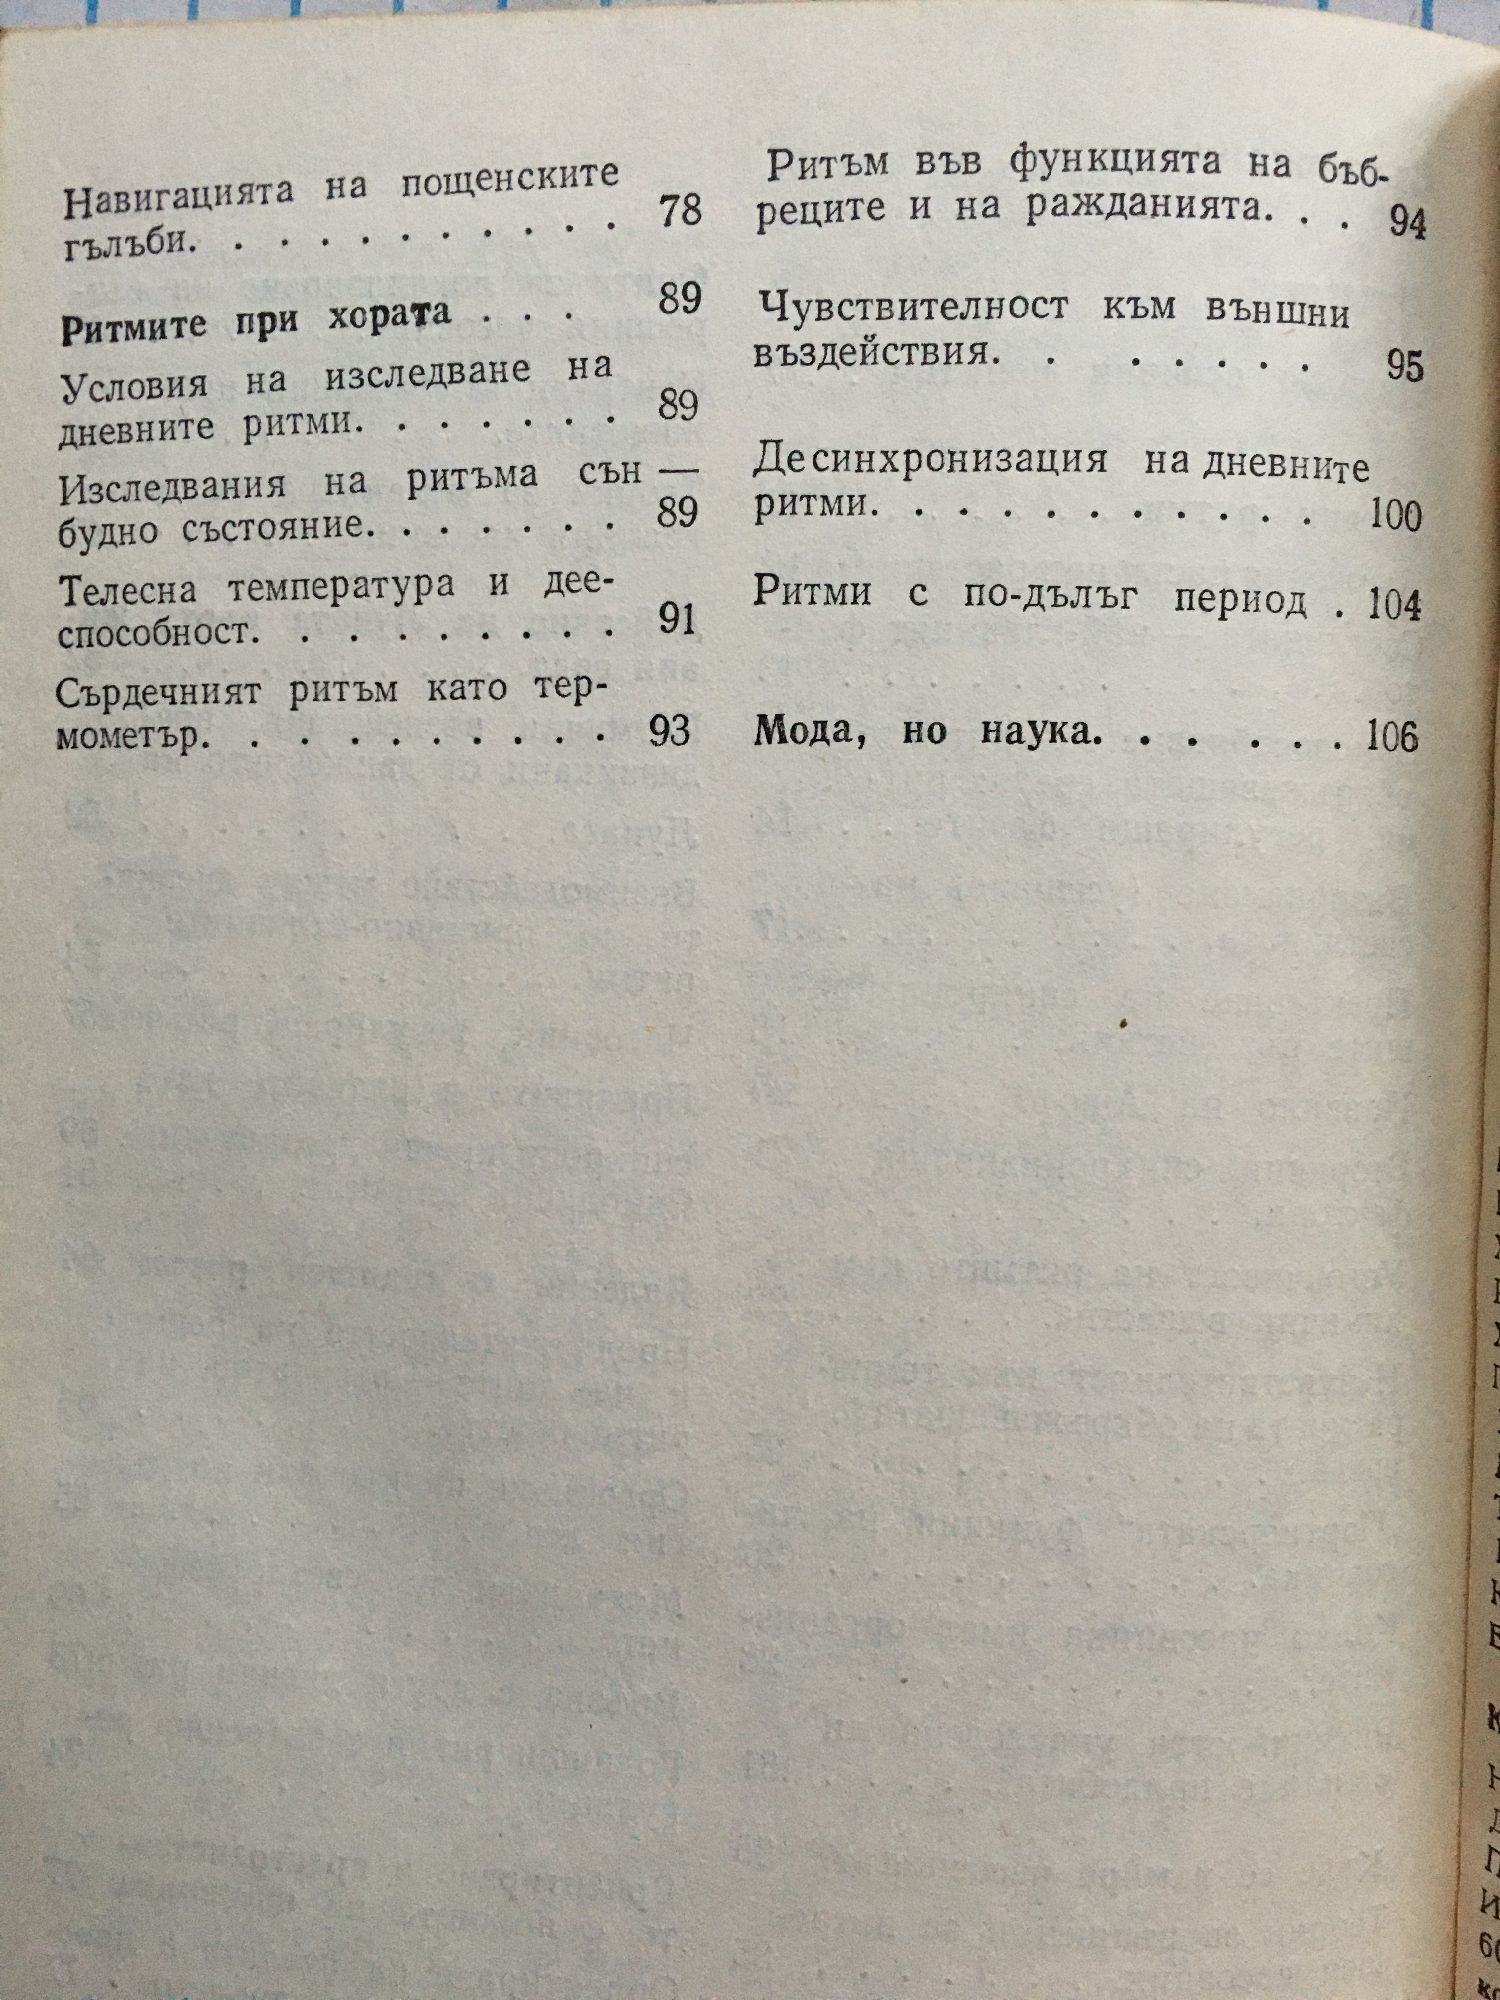 Навигацията на пощенските
гълъби. . . . . . . . . . . 78
Ритмите при хората . . . 89
Условия на изследване на
дневните ритми. . . . . . . 89
Изследвания на ритъма сън —
будно състояние. . . . . . . 89
Телесна температура и дее-
способност. . . . . . . . . 91
Сърдечният ритъм като тер-
мометър. . . . . . . . . . 93
Ритъм във функцията на бъб-
реците и на ражданията. . . 94
Чувствителност към външни
въздействия. . . . . . . 95
Десинхронизация на дневните
ритми. . . . . . . . . . . 100
Ритми с по-дълъг период . 104
Мода, но наука. . . . . . . 106